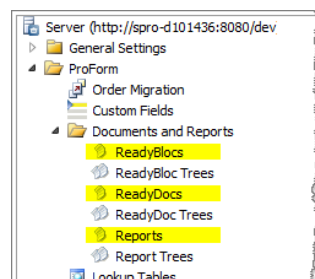 Server (http://spro-d101436:8080/dev
General Settings
ProForm
Order Migration
Custom Fields
Documents and Reports
ReadyBlocs
ReadyBloc Trees
ReadyDocs
ReadyDoc Trees
Reports
Report Trees
Lookup Tables